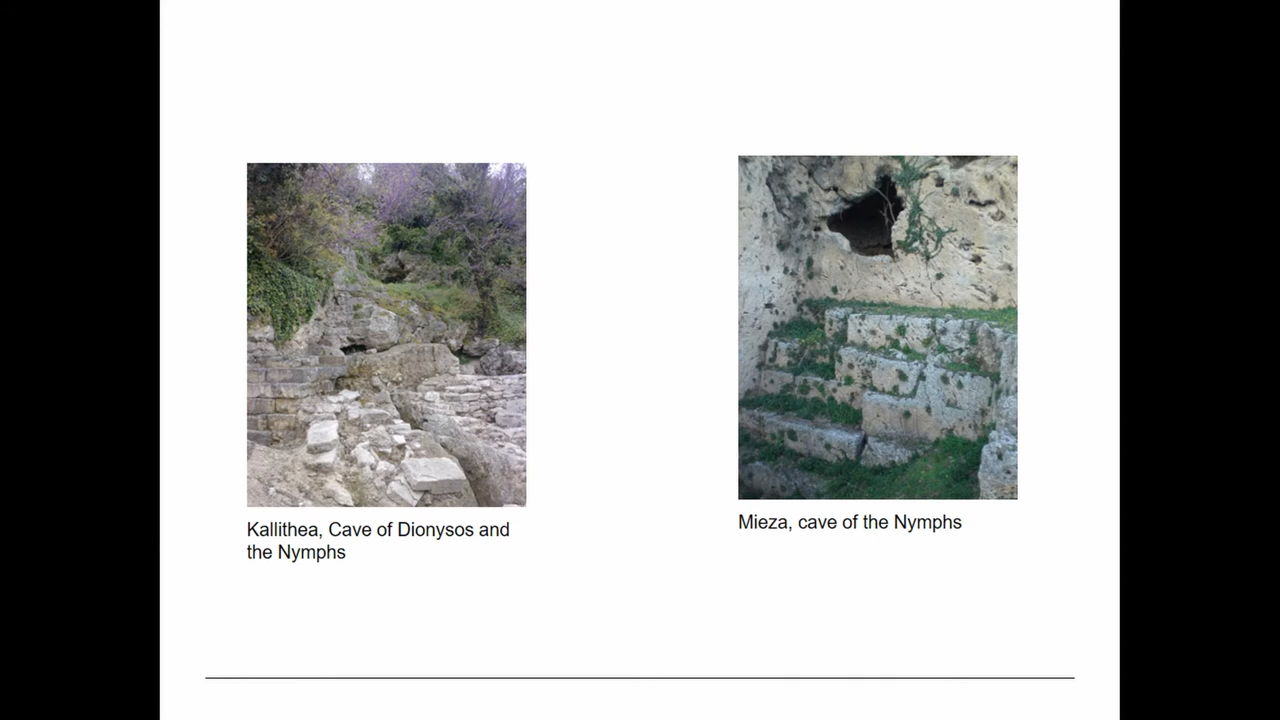 Kallithea, Cave of Dionysos and
the Nymphs
Mieza, cave of the Nymphs